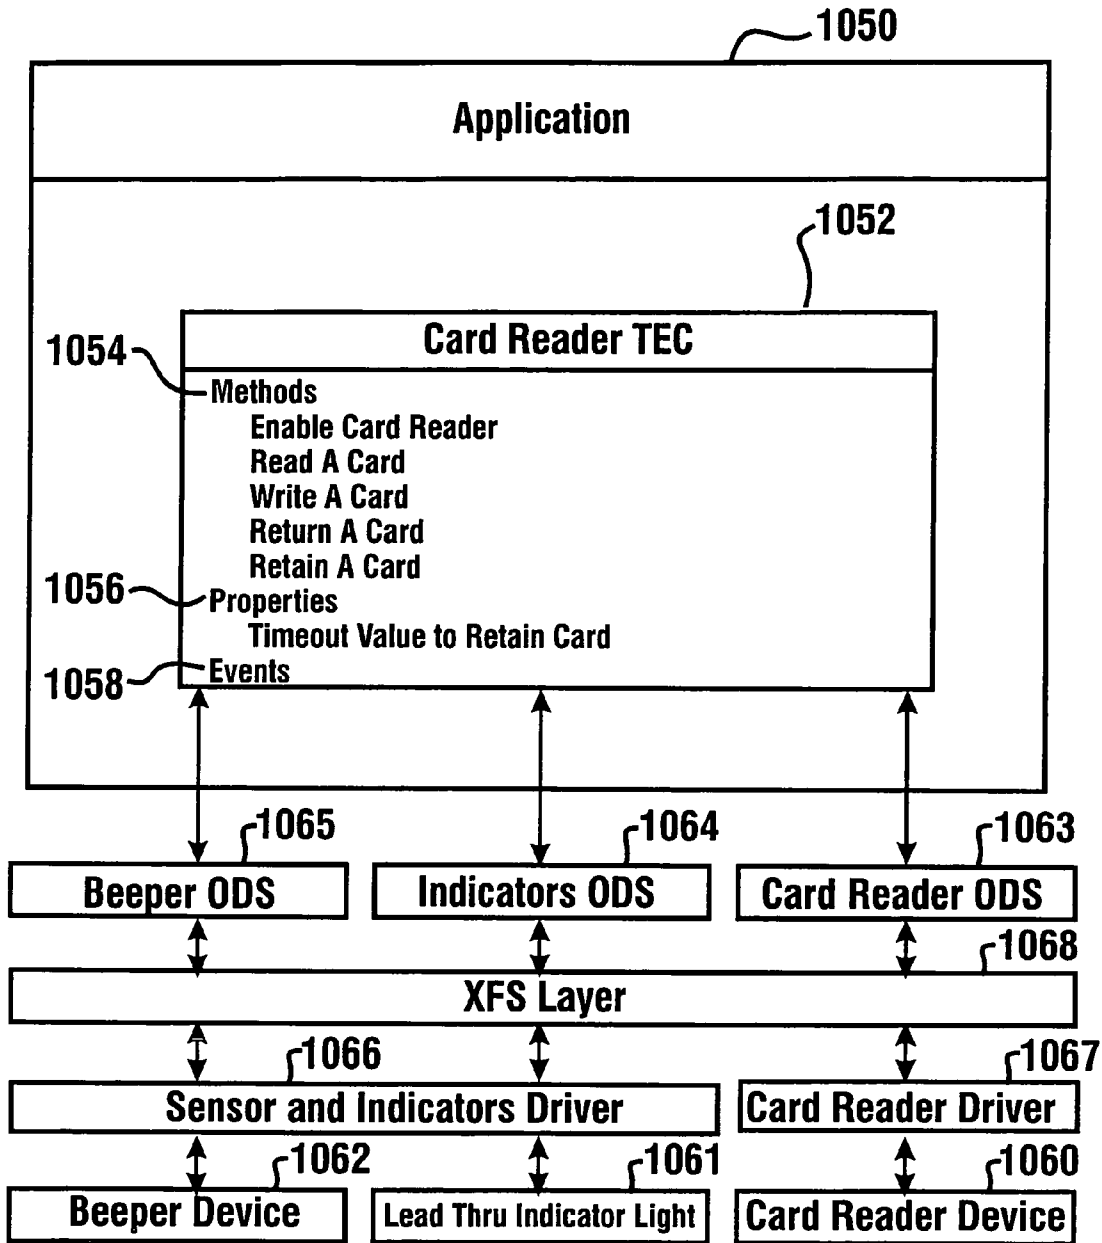 1050
Application
1052
Card Reader TEC
1054
Methods
Enable Card Reader
Read A Card
Write A Card
Return A Card
Retain A Card
1056
Properties
Timeout Value to Retain Card
1058
Events
1065
1064
1063
Beeper ODS
Indicators ODS
Card Reader ODS
1068
XFS Layer
1066
1067
Sensor and Indicators Driver
Card Reader Driver
1062
1061
1060
Beeper Device
Lead Thru Indicator Light
Card Reader Device